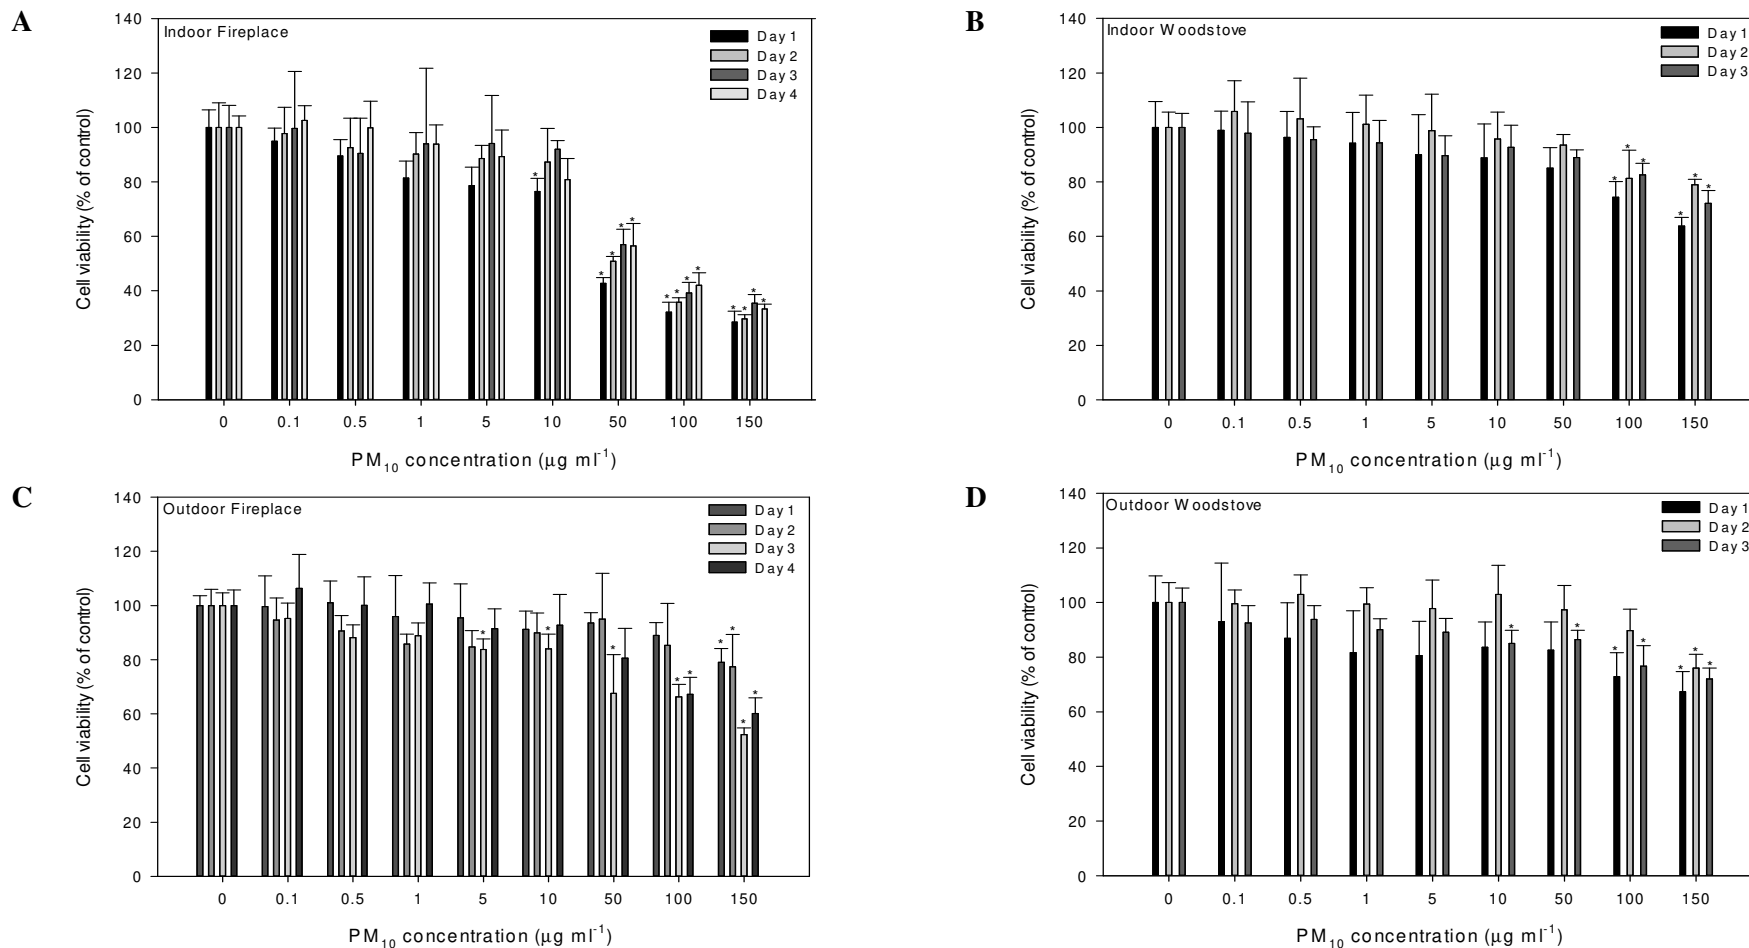 A
Indoor Fireplace
Day 1
Day 2
Day 3
Day 4
Cell viability (% of control)
140
120
100
80
60
40
20
0
* * * * * * * * * * * * *
0 0.1 0.5 1 5 10 50 100 150
PM10 concentration (µg ml-1)
B
Indoor Woodstove
Day 1
Day 2
Day 3
Cell viability (% of control)
140
120
100
80
60
40
20
0
* * * * * *
0 0.1 0.5 1 5 10 50 100 150
PM10 concentration (µg ml-1)
C
Outdoor Fireplace
Day 1
Day 2
Day 3
Day 4
Cell viability (% of control)
140
120
100
80
60
40
20
0
* * * * * * * * *
0 0.1 0.5 1 5 10 50 100 150
PM10 concentration (µg ml-1)
D
Outdoor Woodstove
Day 1
Day 2
Day 3
Cell viability (% of control)
140
120
100
80
60
40
20
0
* * * * * * *
0 0.1 0.5 1 5 10 50 100 150
PM10 concentration (µg ml-1)